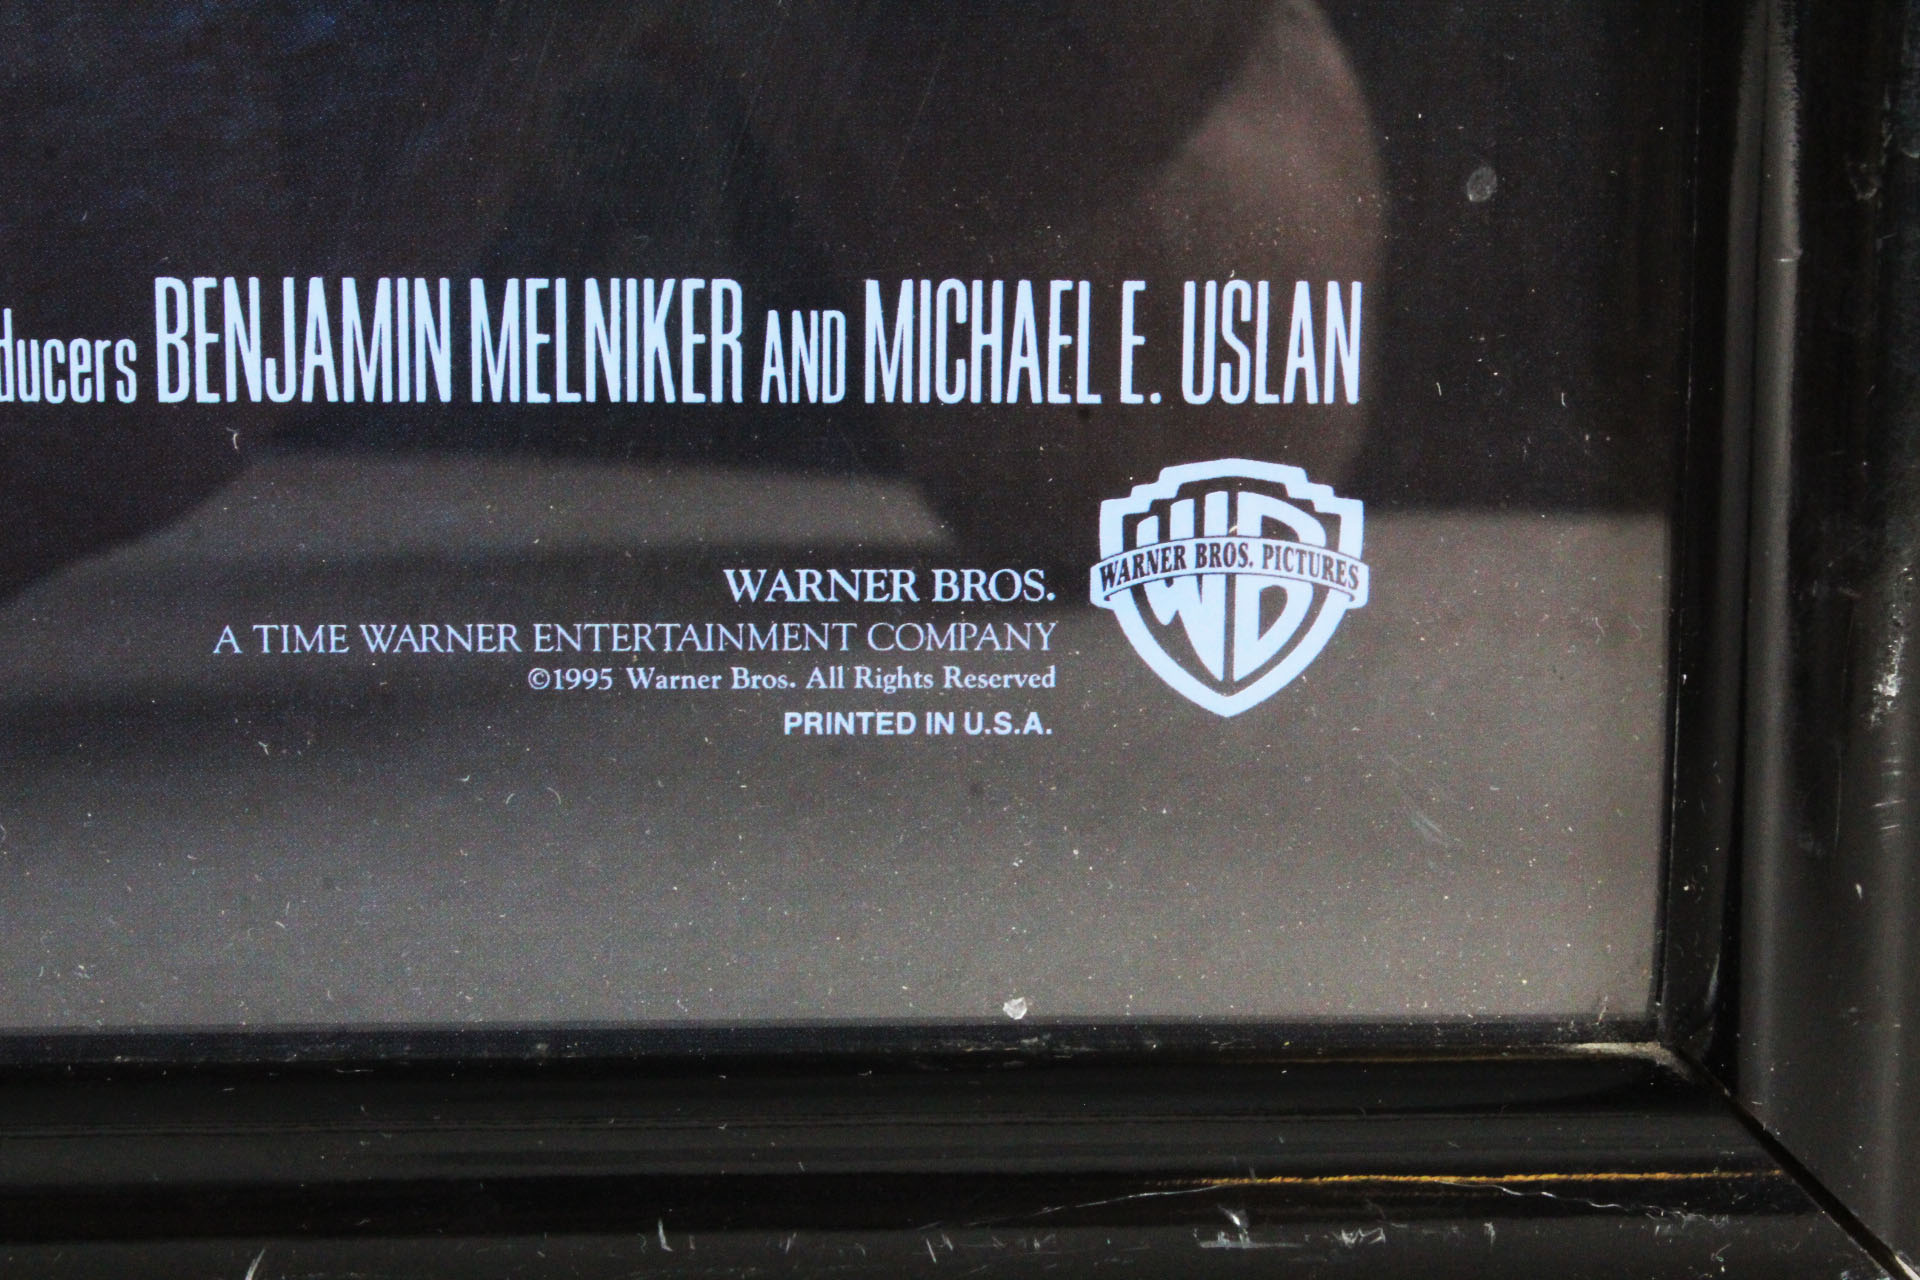 ducers BENJAMIN MELNIKER AND MICHAEL E. USLAN
WARNER BROS. PICTURES
WARNER BROS.
A TIME WARNER ENTERTAINMENT COMPANY
©1995 Warner Bros. All Rights Reserved
PRINTED IN U.S.A.